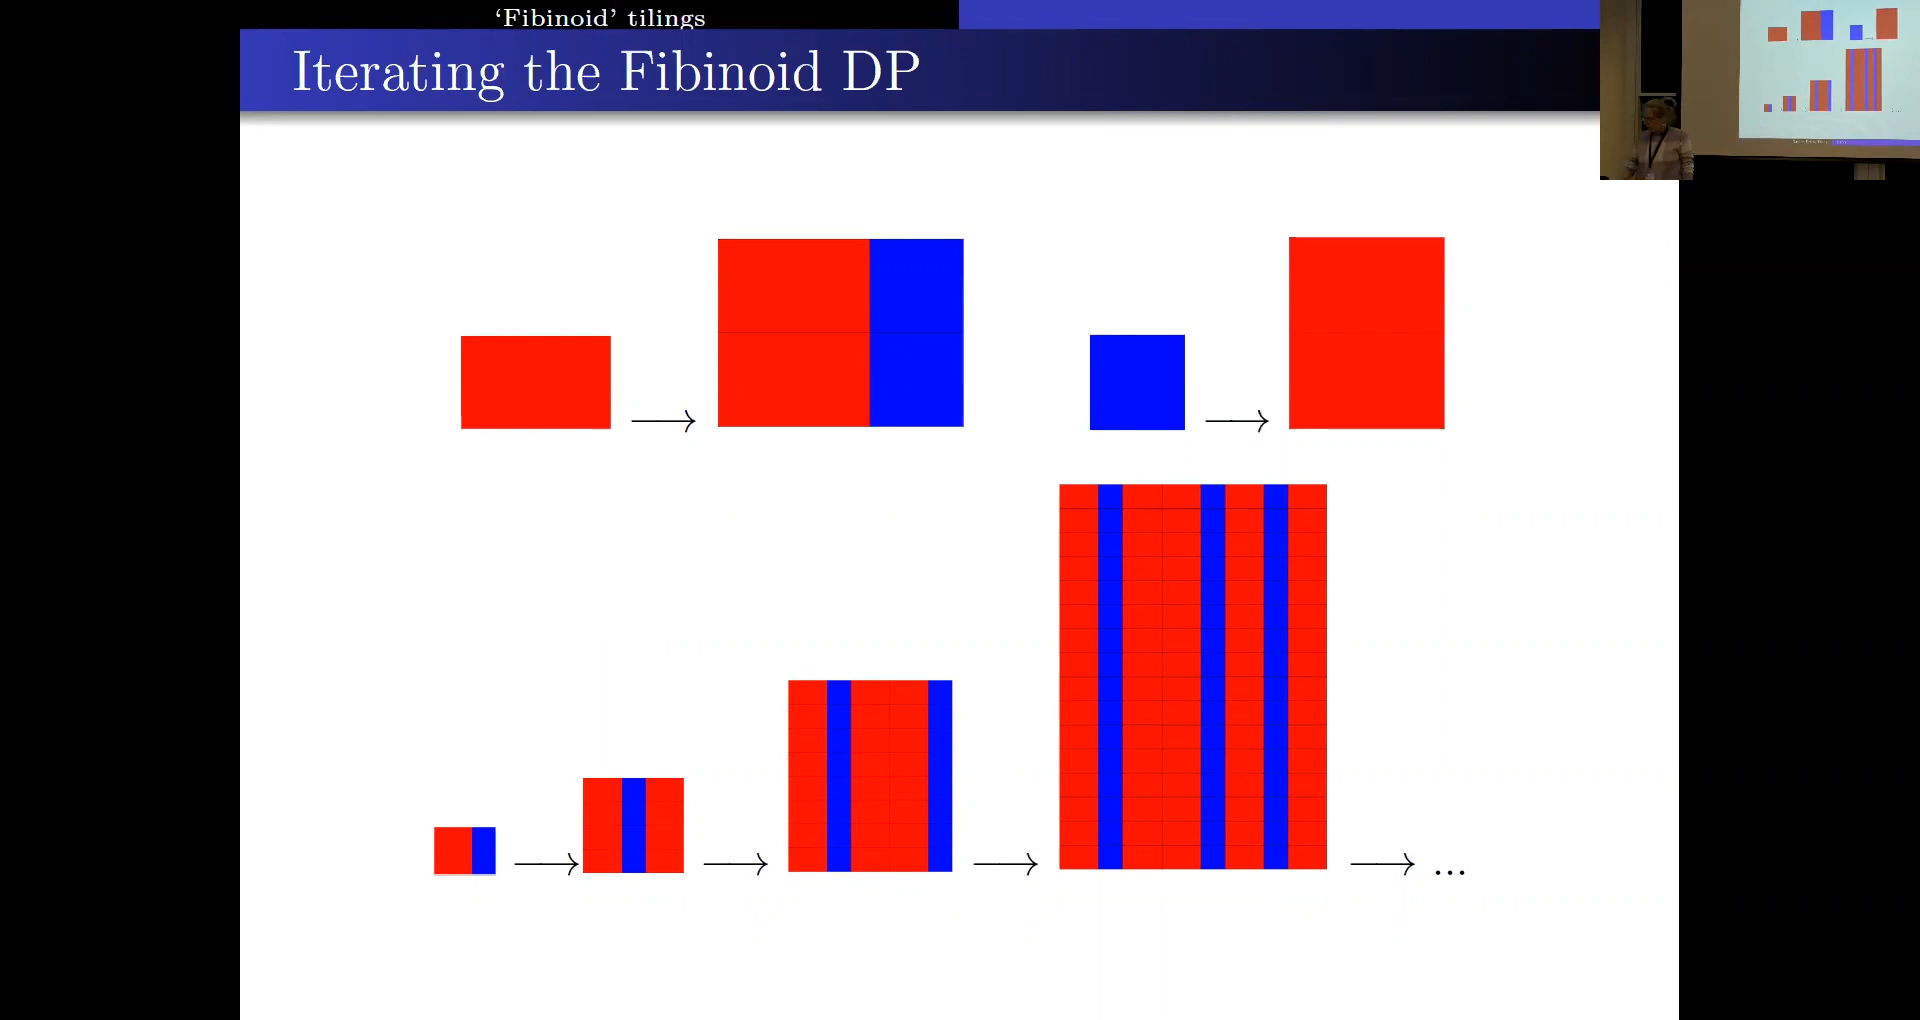 ‘Fibinoid’ tilings
Iterating the Fibinoid DP
...